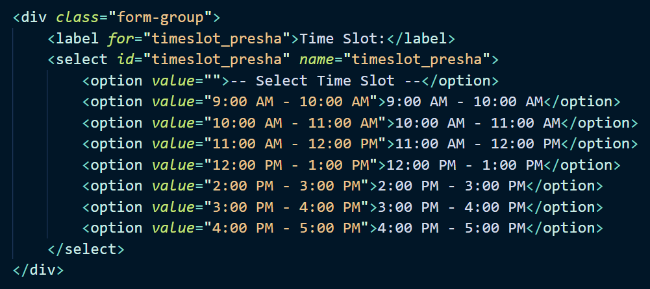 <div class="form-group">
    <label for="timeslot_presha">Time Slot:</label>
    <select id="timeslot_presha" name="timeslot_presha">
        <option value="">-- Select Time Slot --</option>
        <option value="9:00 AM - 10:00 AM">9:00 AM - 10:00 AM</option>
        <option value="10:00 AM - 11:00 AM">10:00 AM - 11:00 AM</option>
        <option value="11:00 AM - 12:00 PM">11:00 AM - 12:00 PM</option>
        <option value="12:00 PM - 1:00 PM">12:00 PM - 1:00 PM</option>
        <option value="2:00 PM - 3:00 PM">2:00 PM - 3:00 PM</option>
        <option value="3:00 PM - 4:00 PM">3:00 PM - 4:00 PM</option>
        <option value="4:00 PM - 5:00 PM">4:00 PM - 5:00 PM</option>
    </select>
</div>